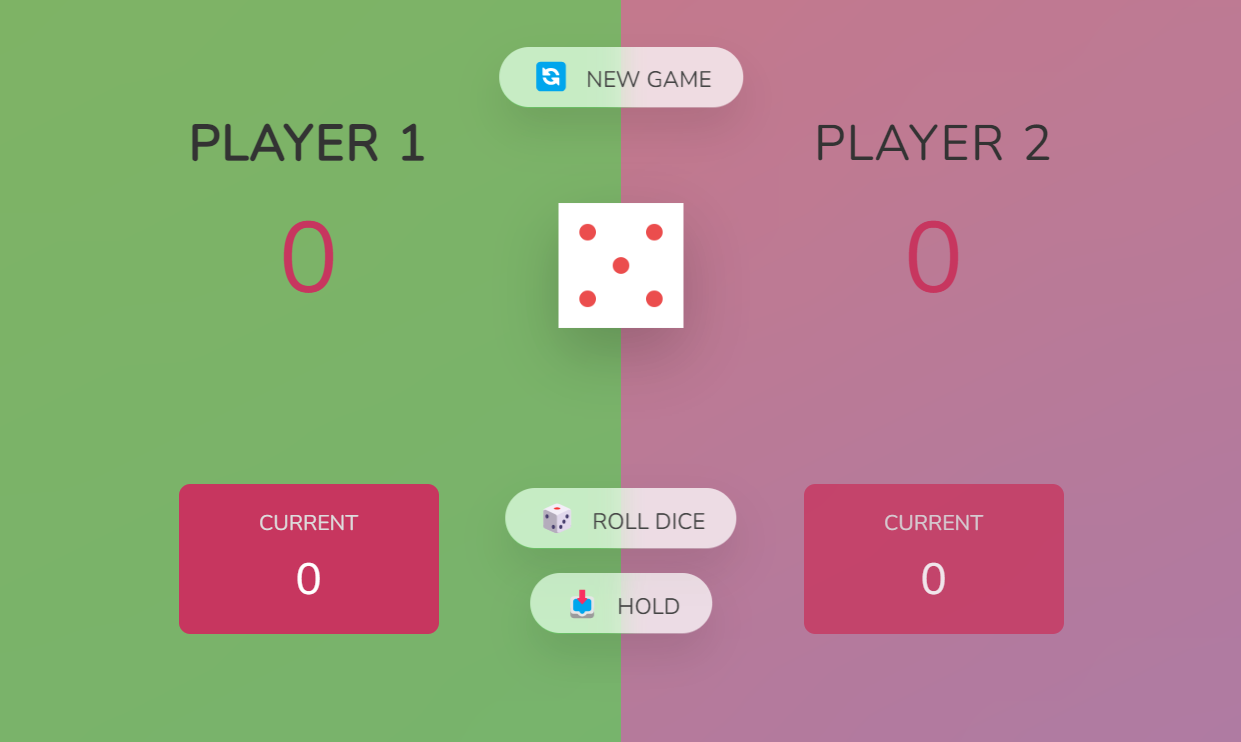 NEW GAME
PLAYER 1
0
PLAYER 2
0
CURRENT
0
ROLL DICE
HOLD
CURRENT
0